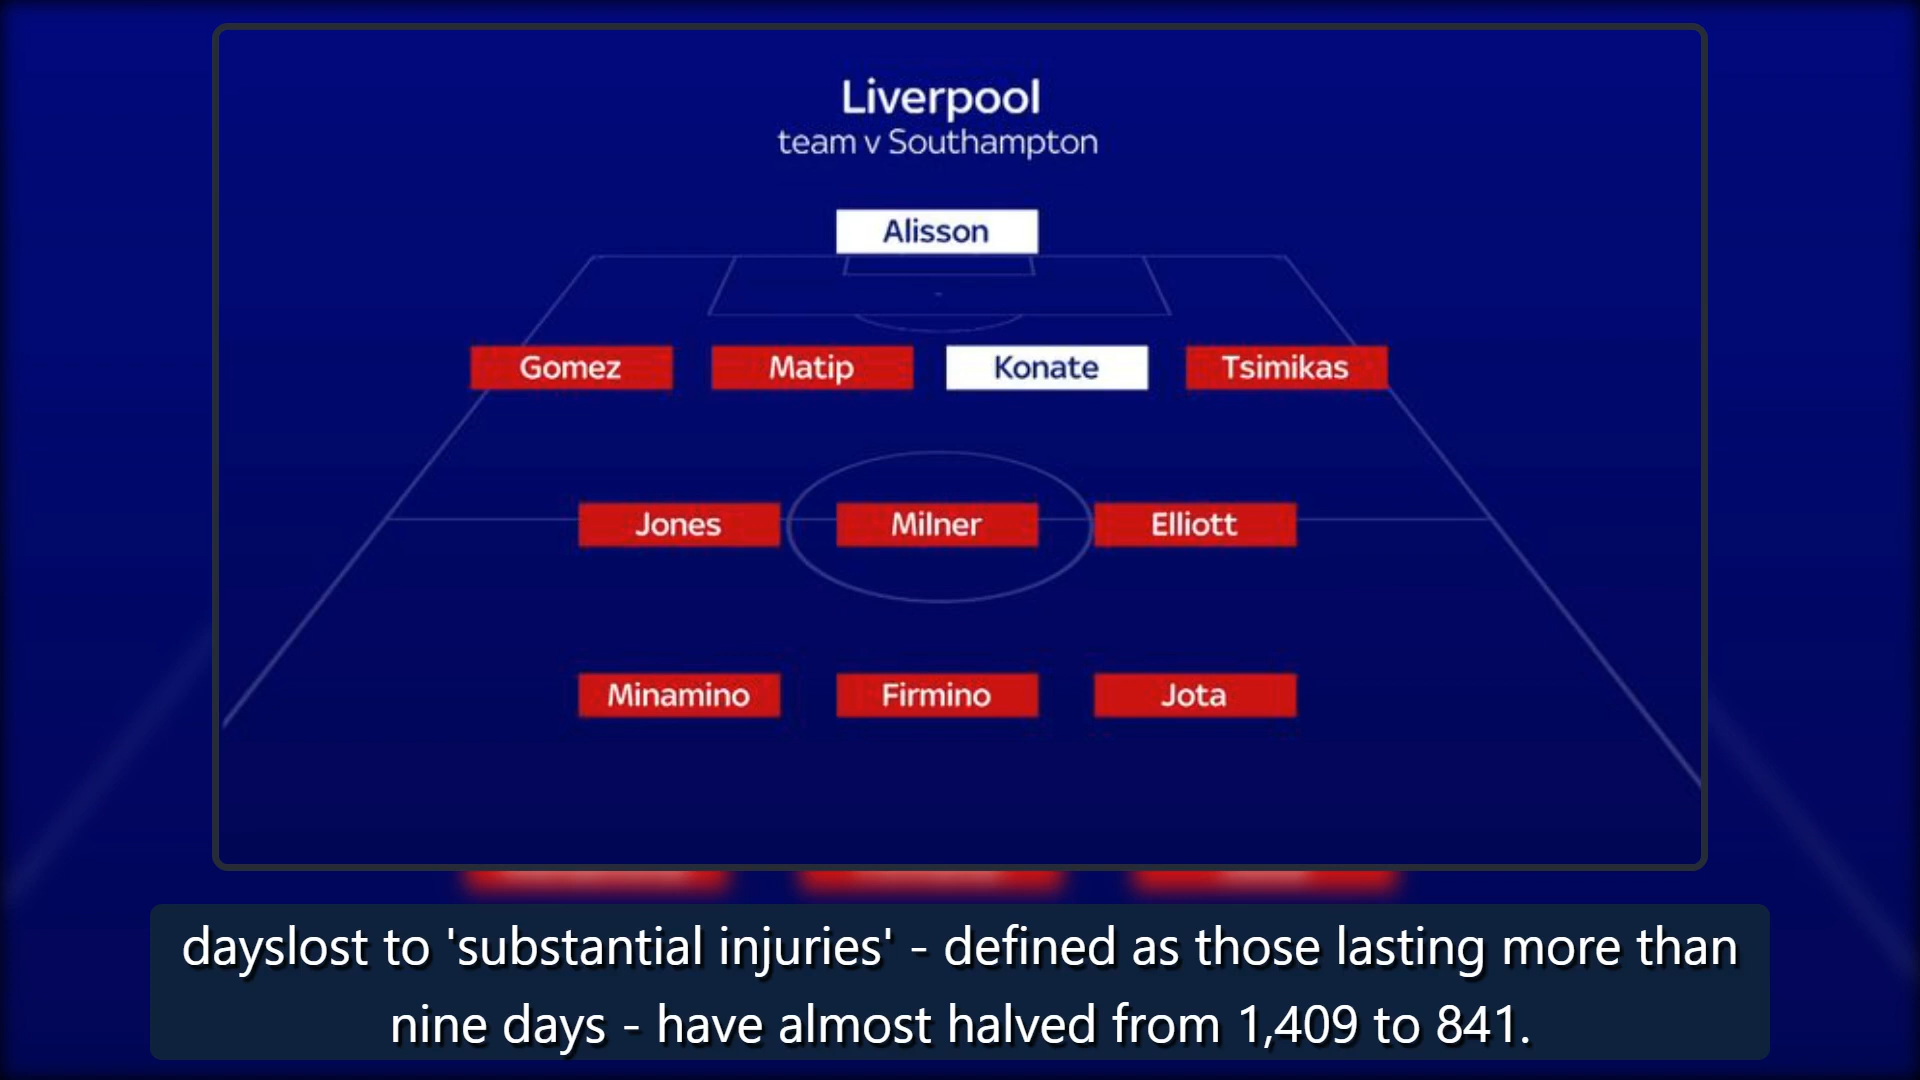 Liverpool
team v Southampton
Alisson
Gomez Matip Konate Tsimikas
Jones Milner Elliott
Minamino Firmino Jota
dayslost to 'substantial injuries' - defined as those lasting more than
nine days - have almost halved from 1,409 to 841.